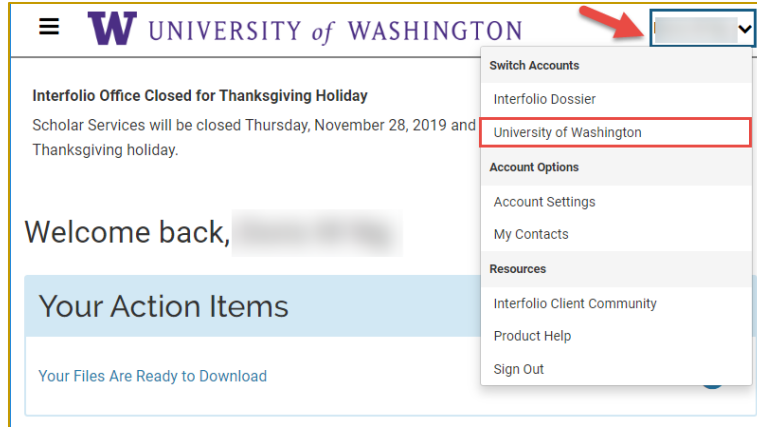 UNIVERSITY of WASHINGTON
Switch Accounts
Interfolio Dossier
University of Washington
Account Options
Account Settings
My Contacts
Resources
Interfolio Client Community
Product Help
Sign Out
Interfolio Office Closed for Thanksgiving Holiday
Scholar Services will be closed Thursday, November 28, 2019 and
Thanksgiving holiday.
Welcome back,
Your Action Items
Your Files Are Ready to Download